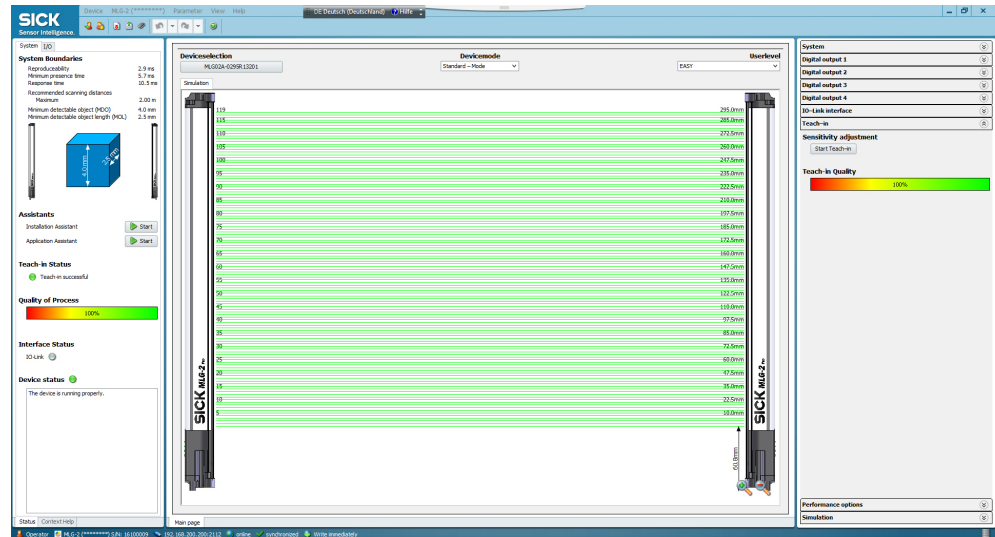 SICK
Sensor Intelligence.
Device MLG-2 (********) Parameter View Help
DE Deutsch (Deutschland) Hilfe
System I/O
System Boundaries
Reproduceability 2.9 ms
Minimum presence time 5.7 ms
Response time 10.5 ms
Recommended scanning distances
Maximum 2.00 m
Minimum detectable object (MDO) 4.0 mm
Minimum detectable object length (MOL) 2.5 mm
4.0 mm
2.5 mm
Assistants
Installation Assistant Start
Application Assistant Start
Teach-in Status
Teach-in successful
Quality of Process
100%
Interface Status
IO-Link
Device status
The device is running properly.
Status Context Help
Deviceselection Devicemode Userlevel
MLG02A-0295R13201 Standard - Mode EASY
Simulation
119 295.0mm
115 285.0mm
110 272.5mm
105 260.0mm
100 247.5mm
95 235.0mm
90 222.5mm
85 210.0mm
80 197.5mm
75 185.0mm
70 172.5mm
65 160.0mm
60 147.5mm
55 135.0mm
50 122.5mm
45 110.0mm
40 97.5mm
35 85.0mm
30 72.5mm
25 60.0mm
20 47.5mm
15 35.0mm
10 22.5mm
5 10.0mm
60.8mm
SICK MLG-2 Pro
SICK MLG-2 Pro
Main page
System
Digital output 1
Digital output 2
Digital output 3
Digital output 4
IO-Link interface
Teach-in
Sensitivity adjustment
Start Teach-in
Teach-in Quality
100%
Performance options
Simulation
Operator MLG-2 (********) S/N: 16100009 192.168.200.200:2112 online synchronized Write immediately